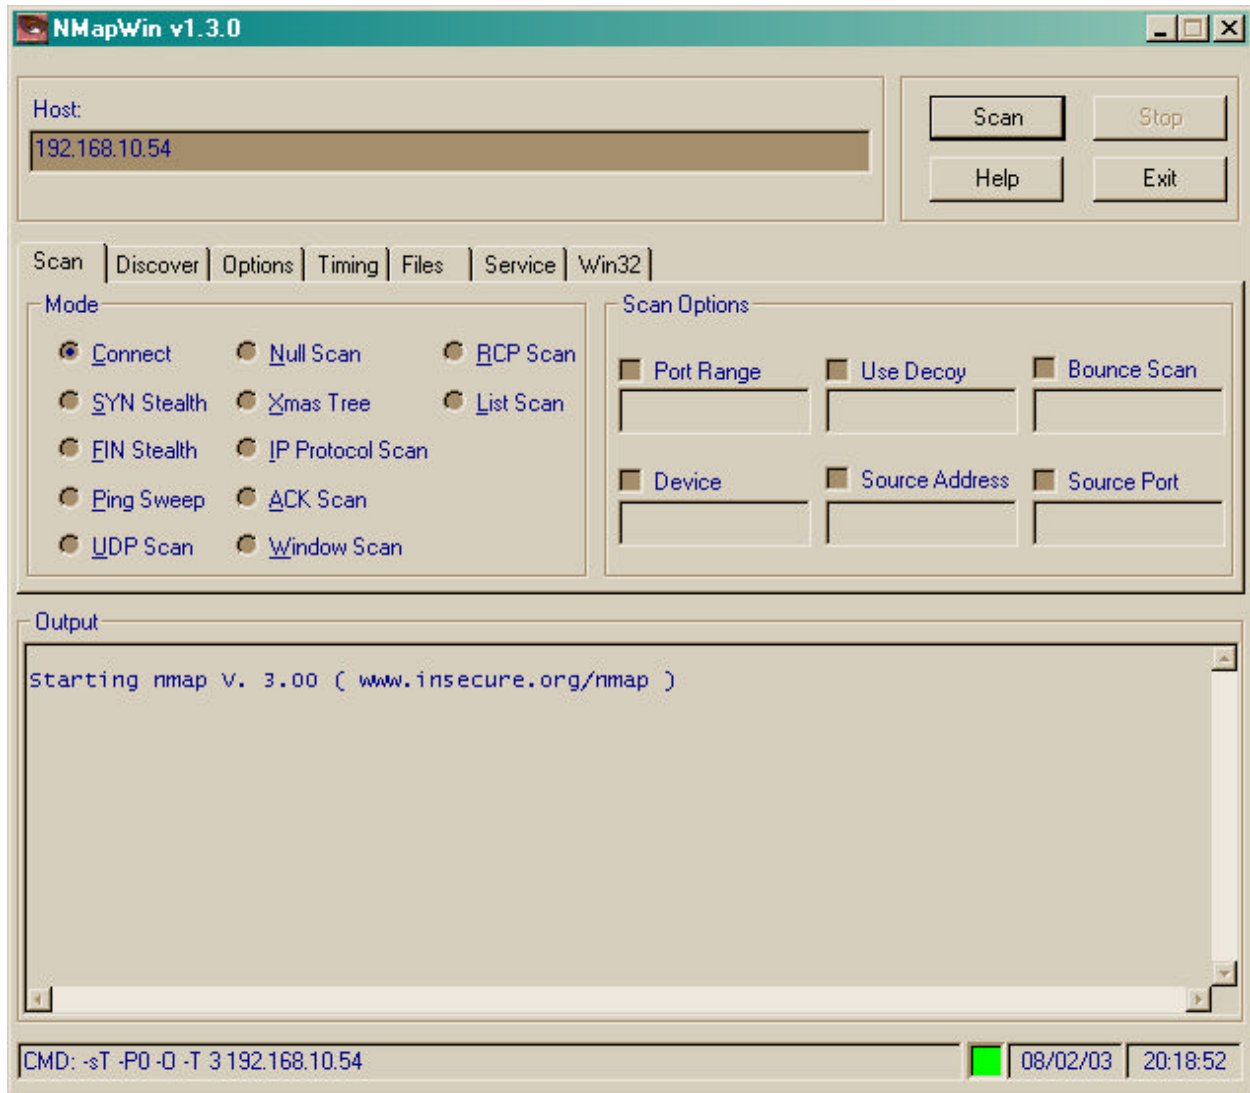 NMapWin v1.3.0
Host:
192.168.10.54
Scan
Stop
Help
Exit
Scan Discover Options Timing Files Service Win32
Mode
Connect
Null Scan
RCP Scan
SYN Stealth
Xmas Tree
List Scan
FIN Stealth
IP Protocol Scan
Ping Sweep
ACK Scan
UDP Scan
Window Scan
Scan Options
Port Range
Use Decoy
Bounce Scan
Device
Source Address
Source Port
Output
Starting nmap V. 3.00 ( www.insecure.org/nmap )
CMD: -sT -P0 -O -T 3 192.168.10.54
08/02/03
20:18:52